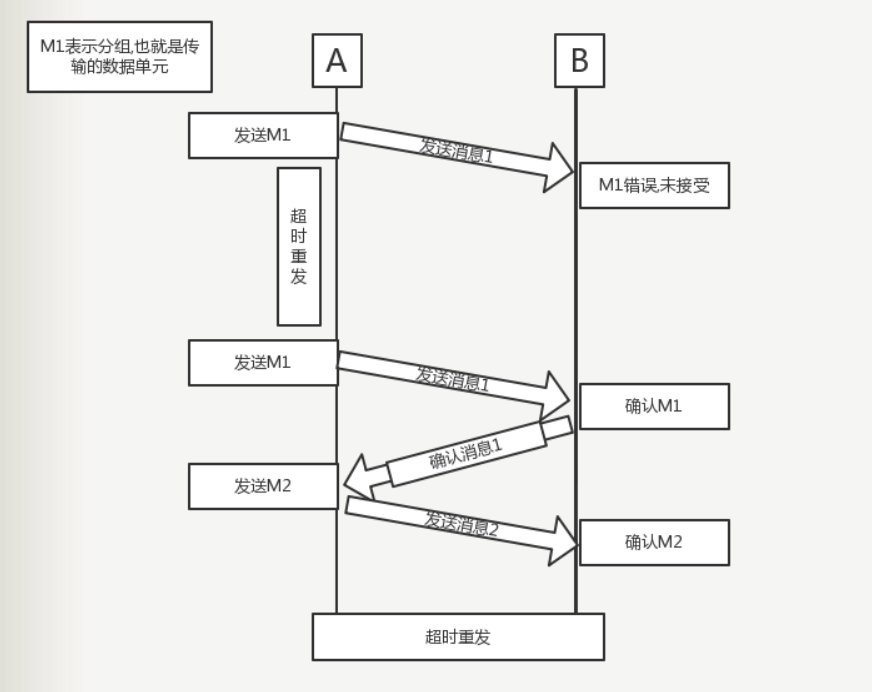 M1表示分组,也就是传
输的数据单元
A
B
发送M1
发送消息1
M1错误,未接受
超
时
重
发
发送M1
发送消息1
确认M1
确认消息1
发送M2
发送消息2
确认M2
超时重发